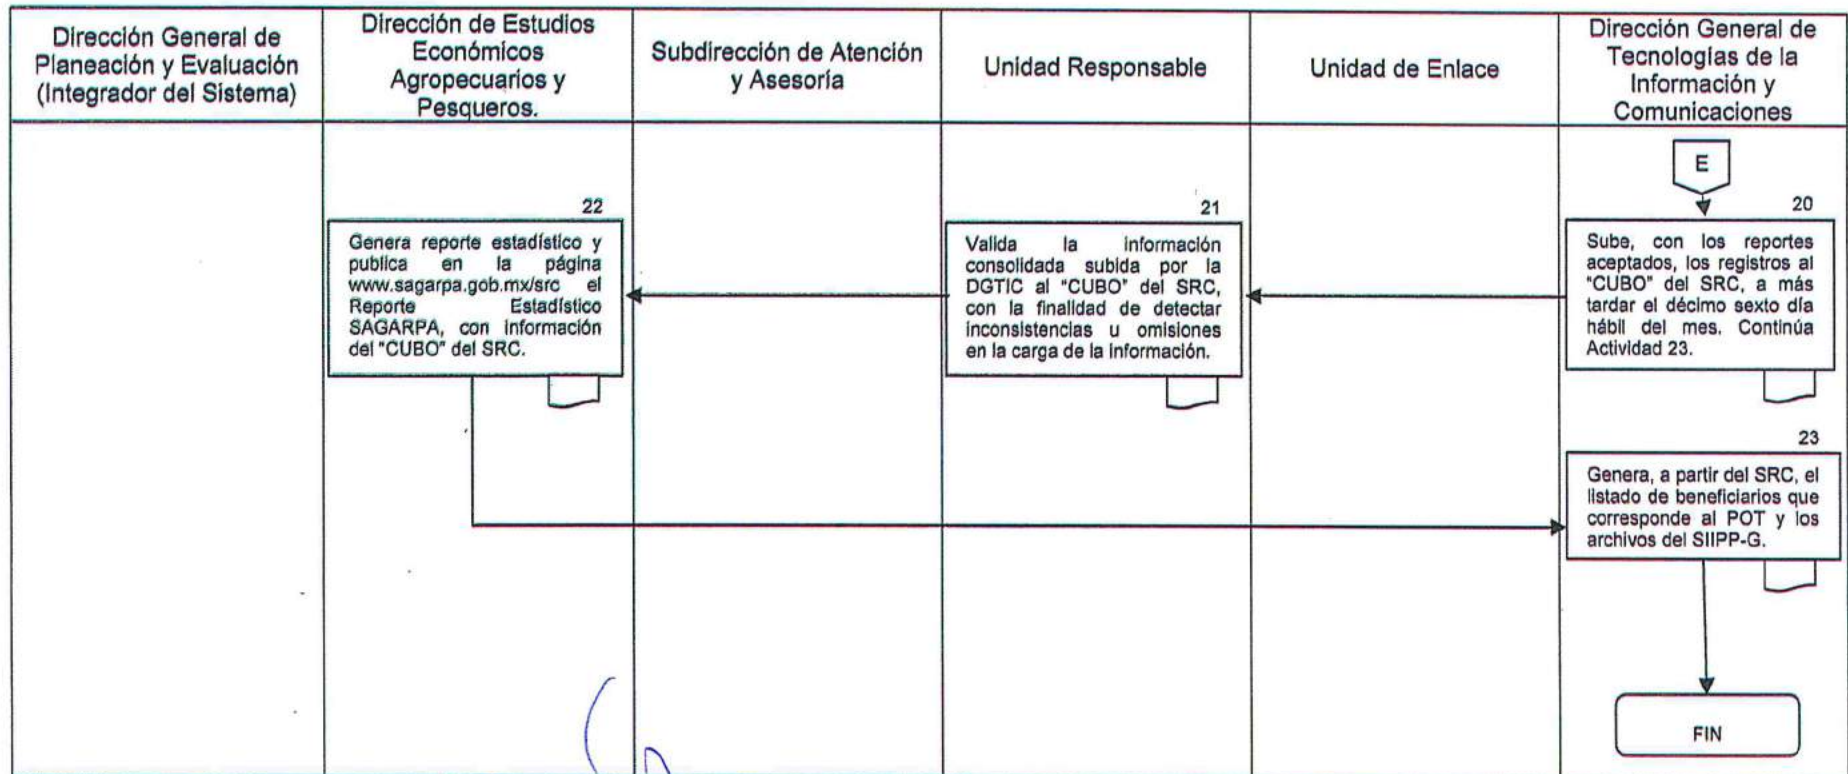 Dirección General de
Planeación y Evaluación
(Integrador del Sistema)
Dirección de Estudios
Económicos
Agropecuarios y
Pesqueros.
Subdirección de Atención
y Asesoría
Unidad Responsable
Unidad de Enlace
Dirección General de
Tecnologías de la
Información y
Comunicaciones
E
20
Sube, con los reportes
aceptados, los registros al
"CUBO" del SRC, a más
tardar el décimo sexto día
hábil del mes. Continúa
Actividad 23.
21
Valida la información
consolidada subida por la
DGTIC al "CUBO" del SRC,
con la finalidad de detectar
inconsistencias u omisiones
en la carga de la información.
22
Genera reporte estadístico y
publica en la página
www.sagarpa.gob.mx/src el
Reporte Estadístico
SAGARPA, con información
del "CUBO" del SRC.
23
Genera, a partir del SRC, el
listado de beneficiarios que
corresponde al POT y los
archivos del SIIPP-G.
FIN